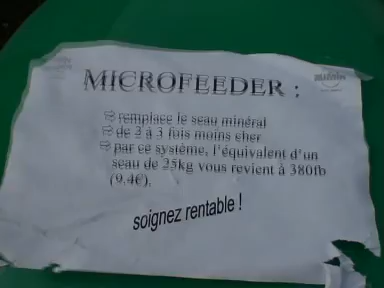 MICROFEEDER :
remplace le seau minéral
de 2 à 3 fois moins cher
par ce système, l'équivalent d'un
seau de 25kg vous revient à 380fb
(9.4€).
soignez rentable !